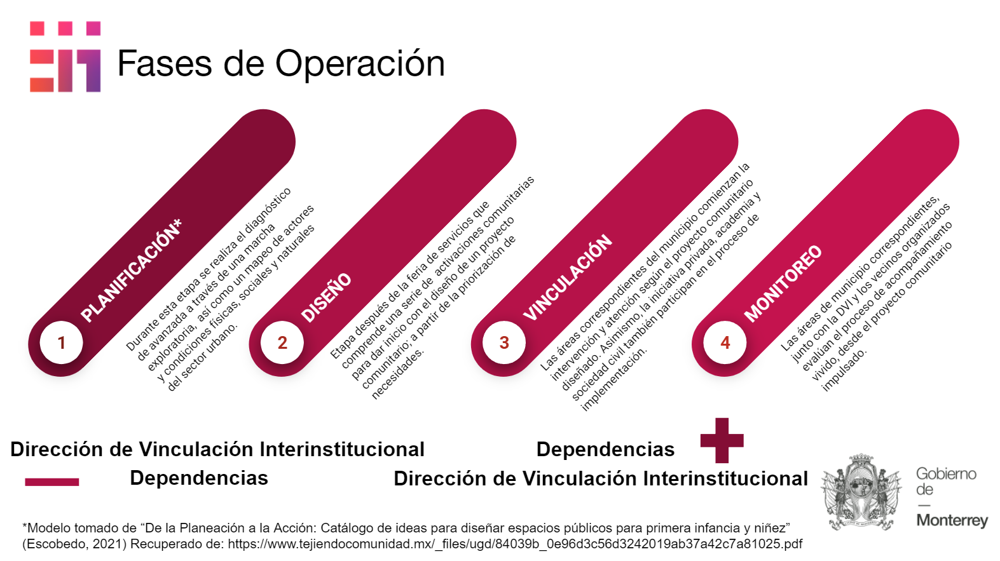 Fases de Operación
PLANIFICACIÓN*
1
Durante esta etapa se realiza el diagnóstico
de avanzada a través de una marcha
exploratoria, así como un mapeo de actores
y condiciones físicas, sociales y naturales
del sector urbano.
DISEÑO
2
Etapa después de la feria de servicios que
comprende una serie de activaciones comunitarias
para dar inicio con el diseño de un proyecto
comunitario; a partir de la priorización de
necesidades.
VINCULACIÓN
3
Las áreas correspondientes del municipio comienzan la
intervención y atención según el proyecto comunitario
diseñado. Asimismo, la iniciativa privada, academia y
sociedad civil también participan en el proceso de
implementación.
MONITOREO
4
Las áreas de municipio correspondientes,
junto con la DVI y los vecinos organizados
evalúan el proceso de acompañamiento
vivido, desde el proyecto comunitario
impulsado.
Dirección de Vinculación Interinstitucional
Dependencias
Dependencias
Dirección de Vinculación Interinstitucional
Gobierno
de
Monterrey
*Modelo tomado de “De la Planeación a la Acción: Catálogo de ideas para diseñar espacios públicos para primera infancia y niñez”
(Escobedo, 2021) Recuperado de: https://www.tejiendocomunidad.mx/_files/ugd/84039b_0e96d3c56d3242019ab37a42c7a81025.pdf